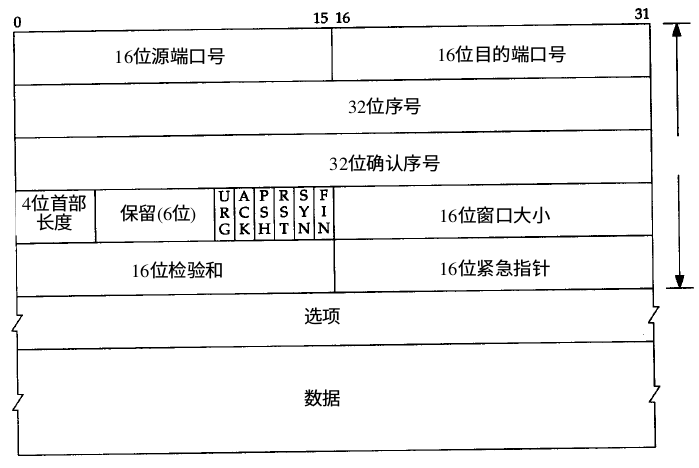 0 15 16 31
16位源端口号 16位目的端口号
32位序号
32位确认序号
4位首部
长度
保留(6位)
URG
ACK
PSH
RST
SYN
FIN
16位窗口大小
16位检验和 16位紧急指针
选项
数据